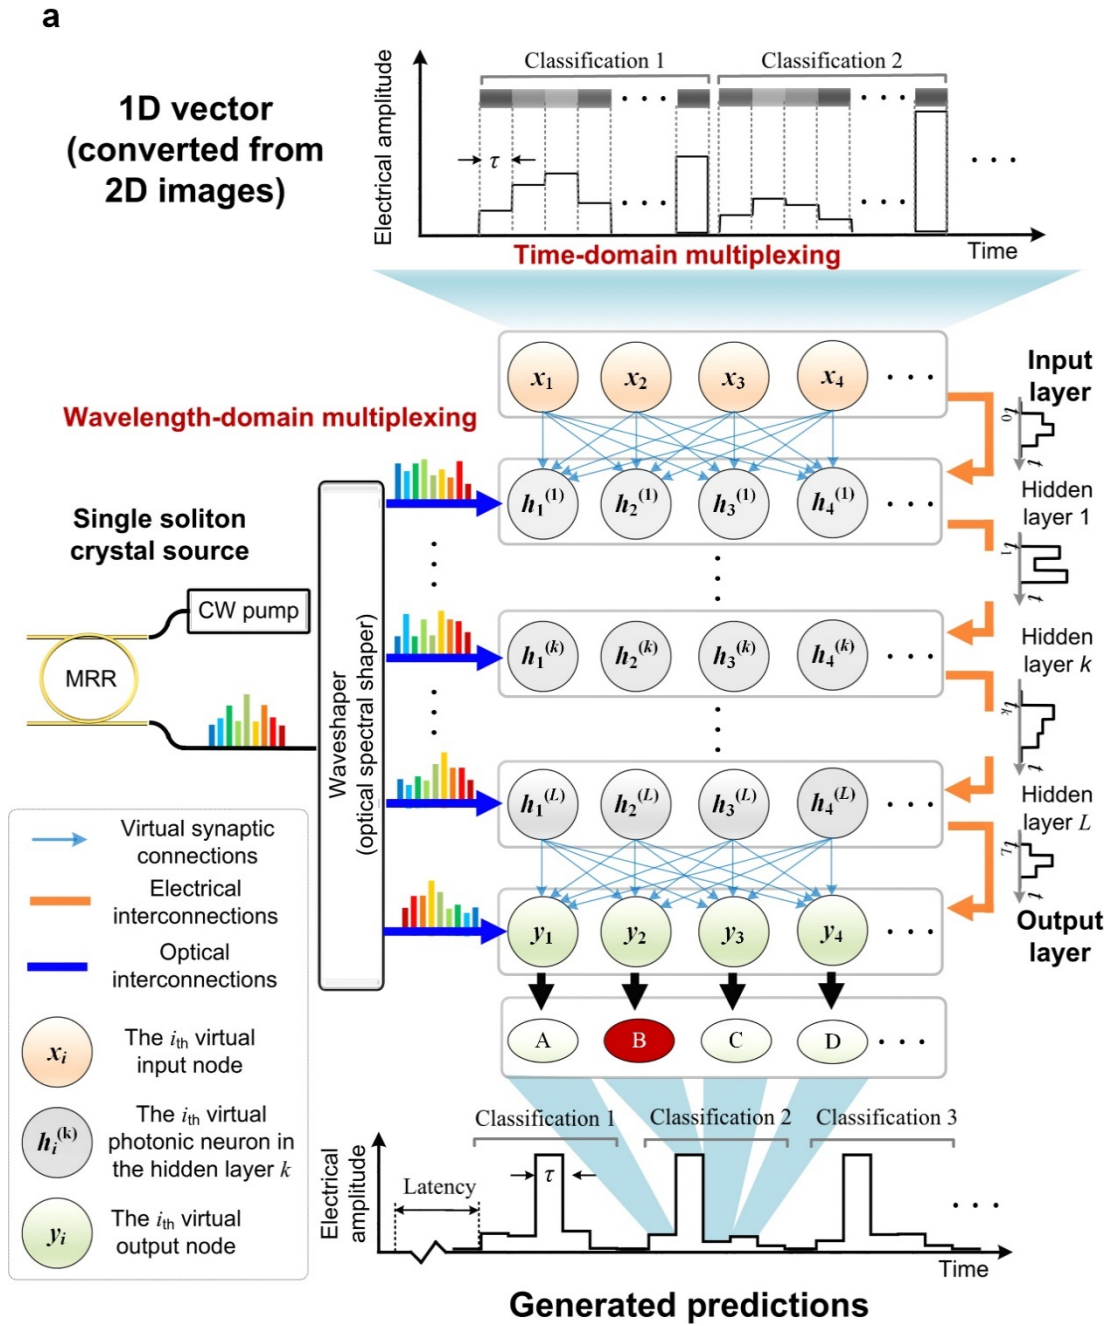 a
1D vector
(converted from
2D images)
Electrical amplitude
Classification 1
Classification 2
τ
. . .
. . .
. . .
Time
Time-domain multiplexing
x1
x2
x3
x4
. . .
Input
layer
t0
t
Wavelength-domain multiplexing
h1(1)
h2(1)
h3(1)
h4(1)
. . .
Hidden
layer 1
t1
t
Single soliton
crystal source
CW pump
MRR
Waveshaper
(optical spectral shaper)
h1(k)
h2(k)
h3(k)
h4(k)
. . .
Hidden
layer k
tk
t
h1(L)
h2(L)
h3(L)
h4(L)
. . .
Hidden
layer L
tL
t
y1
y2
y3
y4
. . .
Output
layer
A
B
C
D
. . .
Virtual synaptic
connections
Electrical
interconnections
Optical
interconnections
xi
The ith virtual
input node
hi(k)
The ith virtual
photonic neuron in
the hidden layer k
yi
The ith virtual
output node
Electrical
amplitude
Classification 1
Classification 2
Classification 3
Latency
τ
. . .
Time
Generated predictions